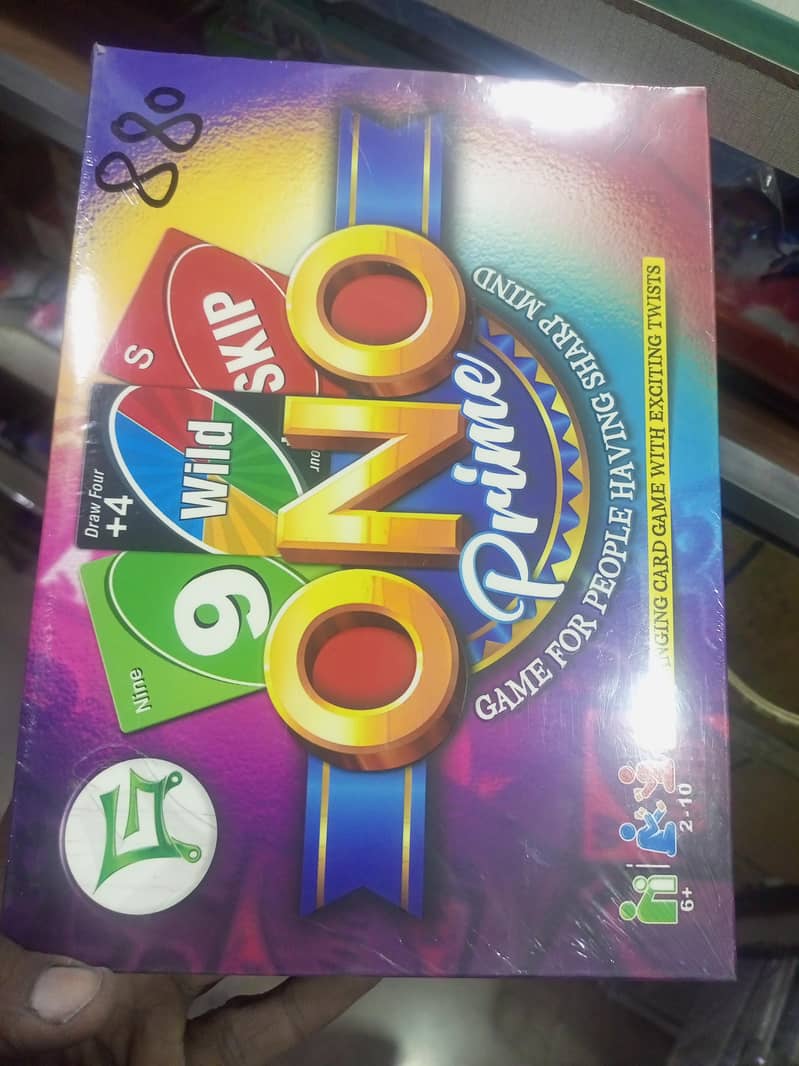 880
Nine
9
Draw Four
+4
Wild
S
SKIP
ONO
Prime
GAME FOR PEOPLE HAVING SHARP MIND
CARD GAME WITH EXCITING TWISTS
6+
2-10